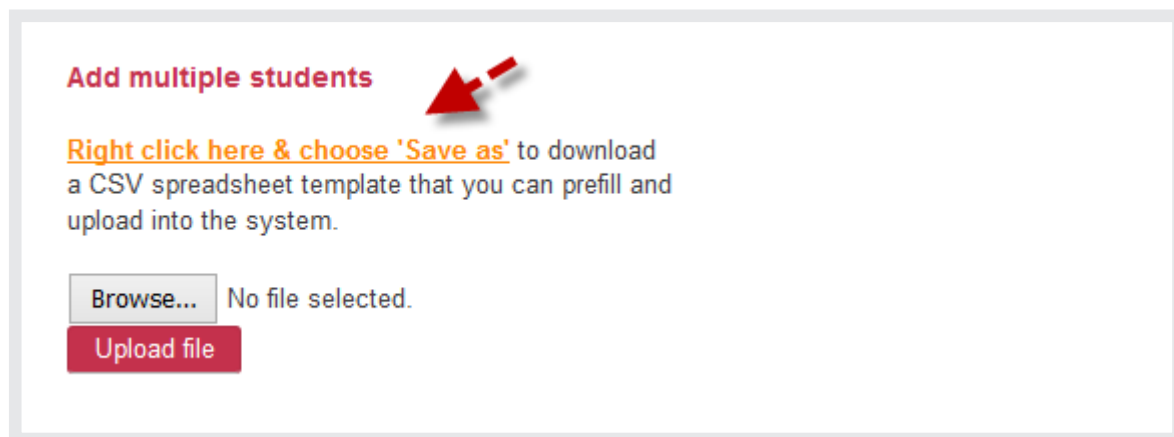 Add multiple students
Right click here & choose 'Save as' to download
a CSV spreadsheet template that you can prefill and
upload into the system.
Browse... No file selected.
Upload file